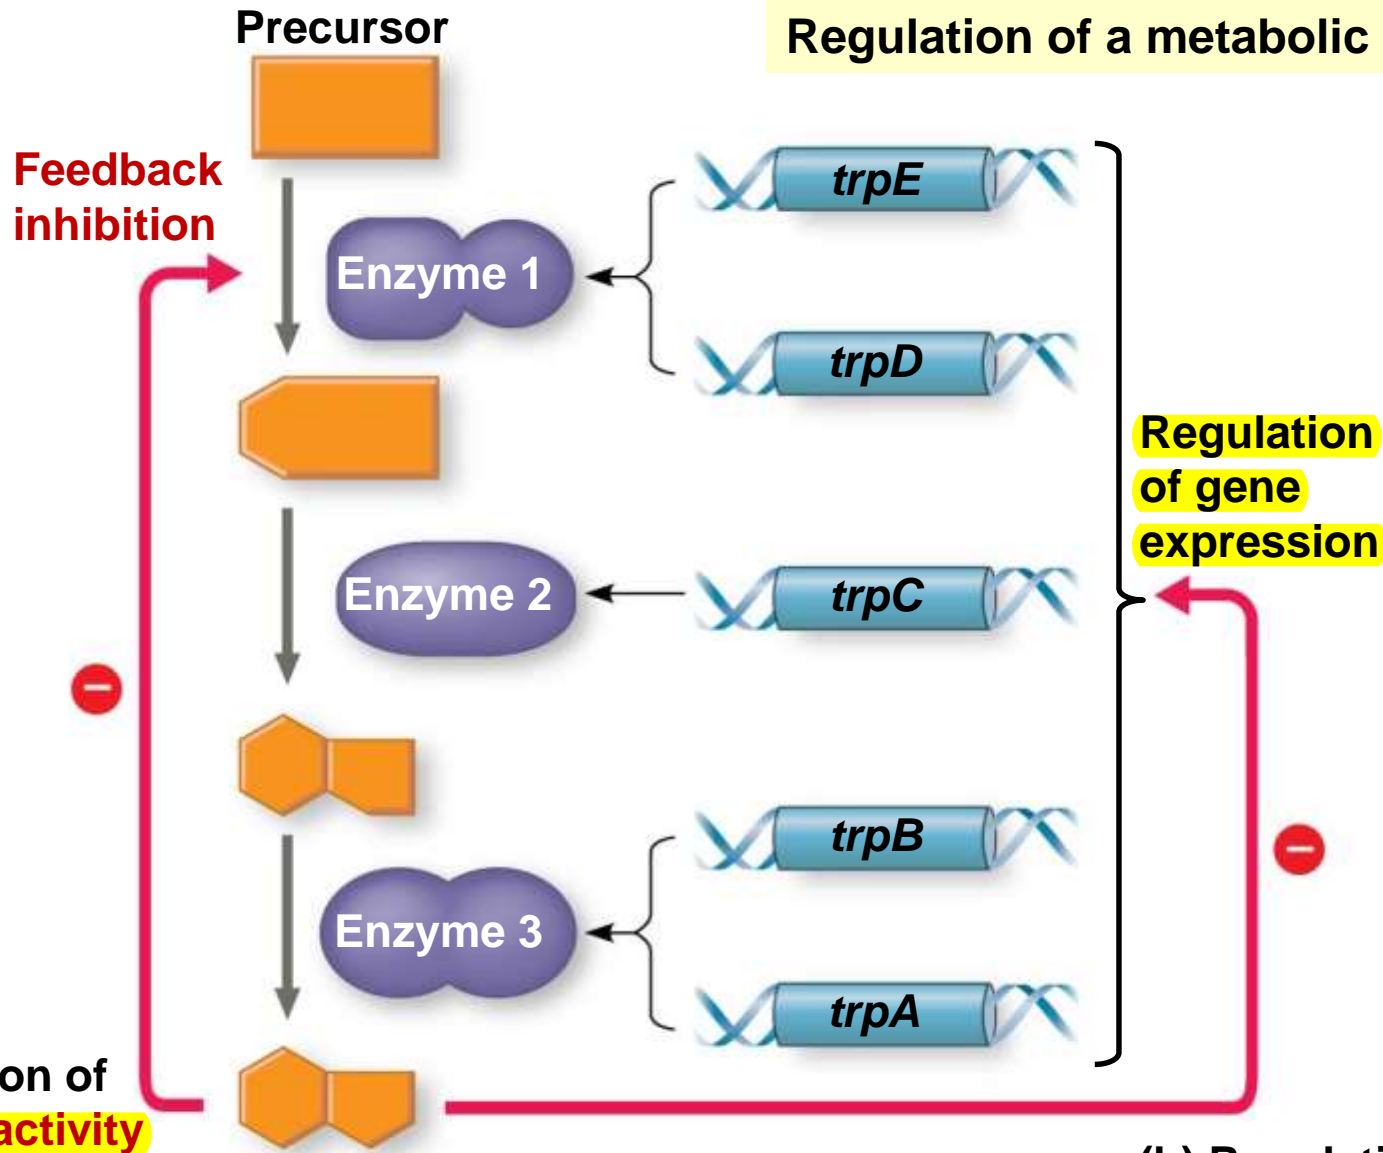 Precursor
Regulation of a metabolic
Feedback
inhibition
Enzyme 1
trpE
trpD
Regulation
of gene
expression
Enzyme 2
trpC
−
trpB
−
Enzyme 3
trpA
on of
activity